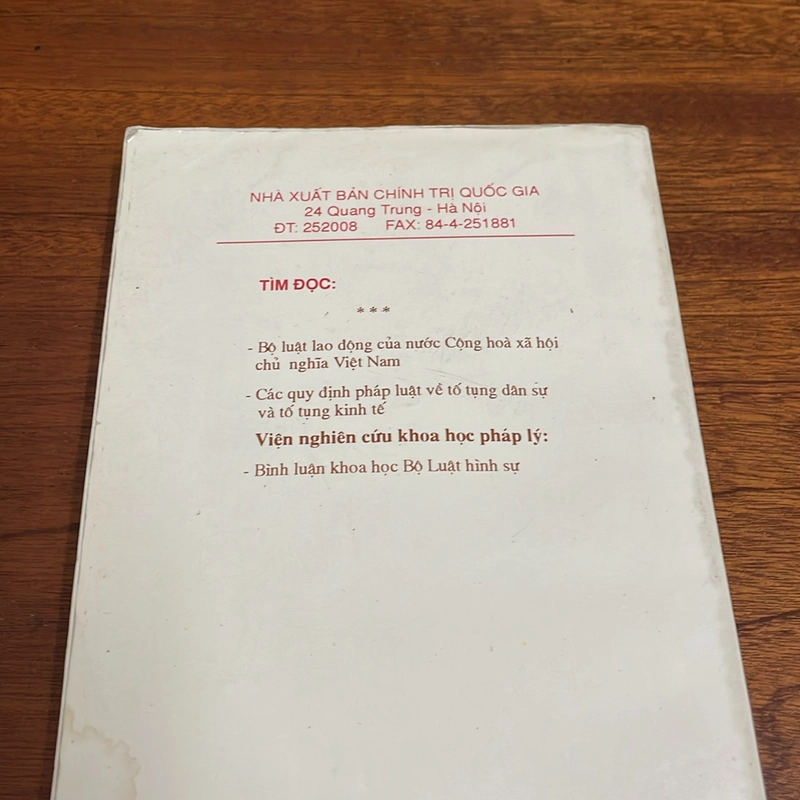 NHÀ XUẤT BẢN CHÍNH TRỊ QUỐC GIA
24 Quang Trung - Hà Nội
ĐT: 252008 FAX: 84-4-251881
TÌM ĐỌC:
***
- Bộ luật lao động của nước Cộng hoà xã hội
chủ nghĩa Việt Nam
- Các quy định pháp luật về tố tụng dân sự
và tố tụng kinh tế
Viện nghiên cứu khoa học pháp lý:
- Bình luận khoa học Bộ Luật hình sự